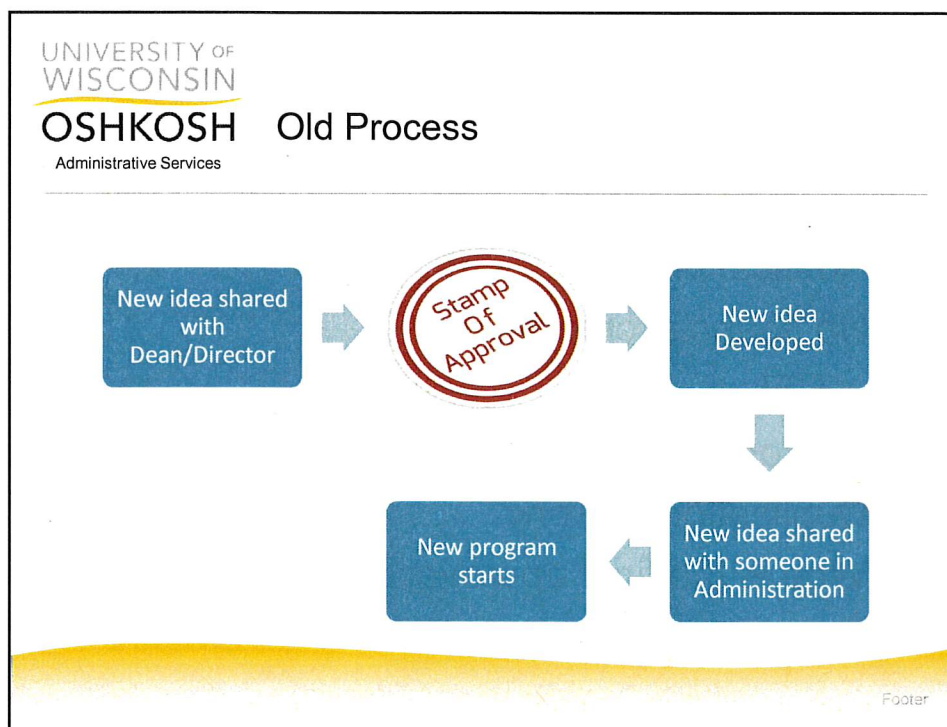 UNIVERSITY OF
WISCONSIN
OSHKOSH
Administrative Services
Old Process
New idea shared
with
Dean/Director
Stamp
Of
Approval
New idea
Developed
New idea shared
with someone in
Administration
New program
starts
Footer